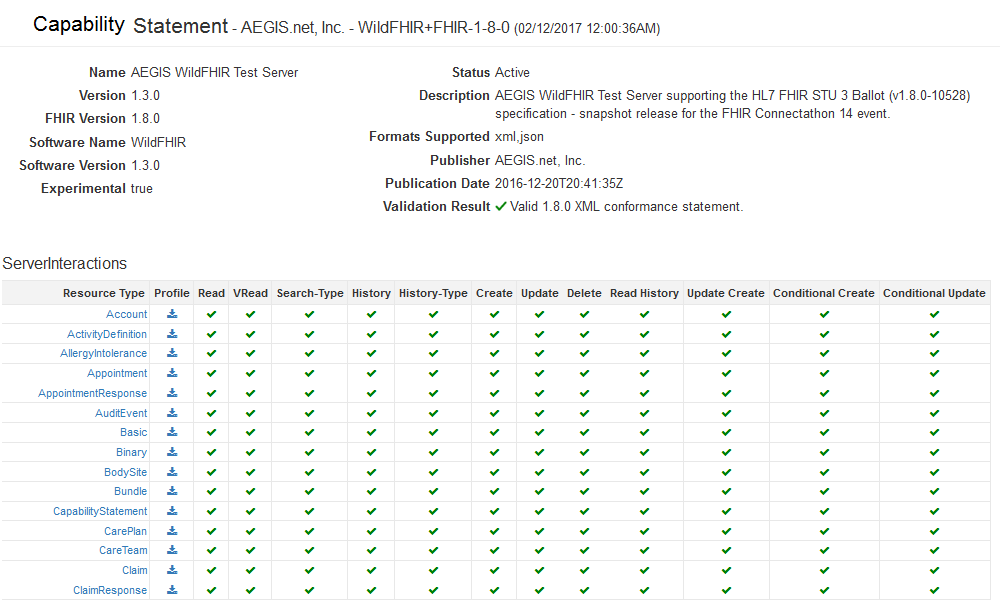 Capability Statement - AEGIS.net, Inc. - WildFHIR+FHIR-1-8-0 (02/12/2017 12:00:36AM)
Name AEGIS WildFHIR Test Server
Version 1.3.0
FHIR Version 1.8.0
Software Name WildFHIR
Software Version 1.3.0
Experimental true
Status Active
Description AEGIS WildFHIR Test Server supporting the HL7 FHIR STU 3 Ballot (v1.8.0-10528)
specification - snapshot release for the FHIR Connectathon 14 event.
Formats Supported xml,json
Publisher AEGIS.net, Inc.
Publication Date 2016-12-20T20:41:35Z
Validation Result ✔ Valid 1.8.0 XML conformance statement.
ServerInteractions
Resource Type Profile Read VRead Search-Type History History-Type Create Update Delete Read History Update Create Conditional Create Conditional Update
Account
ActivityDefinition
AllergyIntolerance
Appointment
AppointmentResponse
AuditEvent
Basic
Binary
BodySite
Bundle
CapabilityStatement
CarePlan
CareTeam
Claim
ClaimResponse